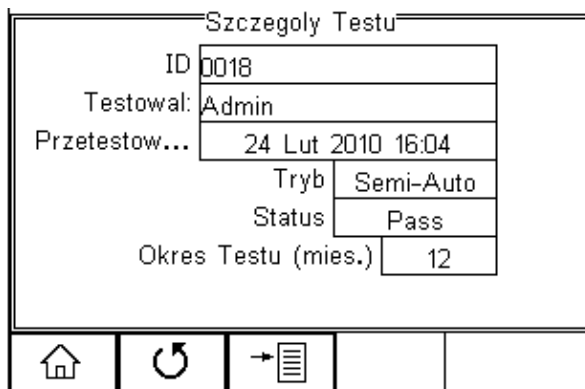 Szczegoly Testu
ID 0018
Testowal: Admin
Przetestow... 24 Lut 2010 16:04
Tryb Semi-Auto
Status Pass
Okres Testu (mies.) 12